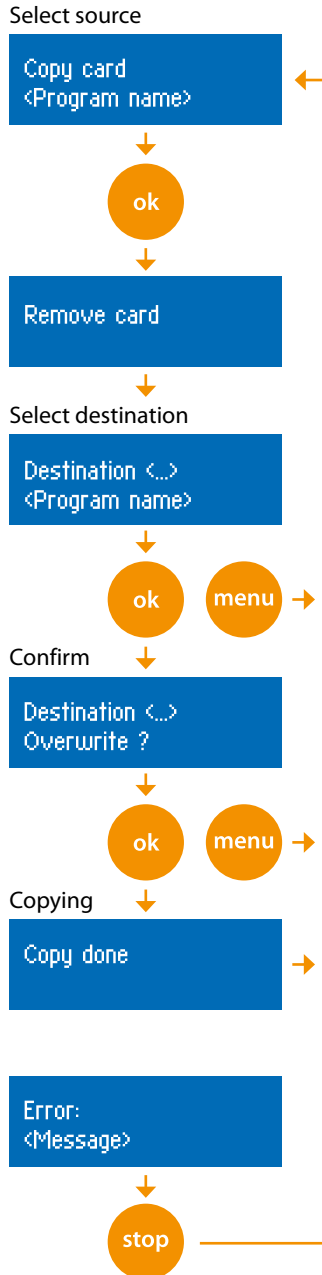 Select source
Copy card
<Program name>
ok
Remove card
Select destination
Destination <...>
<Program name>
ok menu
Confirm
Destination <...>
Overwrite ?
ok menu
Copying
Copy done
Error:
<Message>
stop